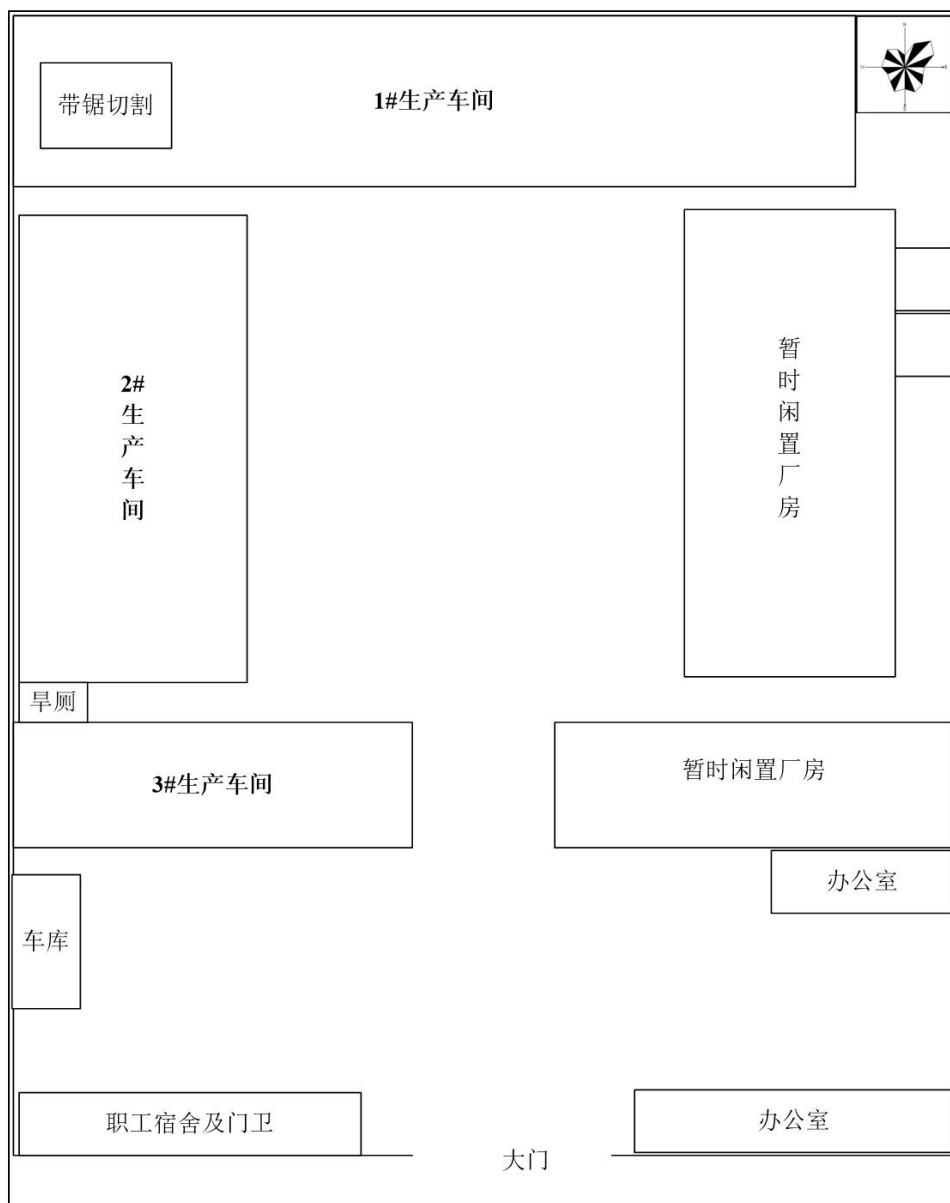 带锯切割
1#生产车间
2#
生
产
车
间
暂
时
闲
置
厂
房
旱厕
3#生产车间
暂时闲置厂房
办公室
车库
职工宿舍及门卫
办公室
大门